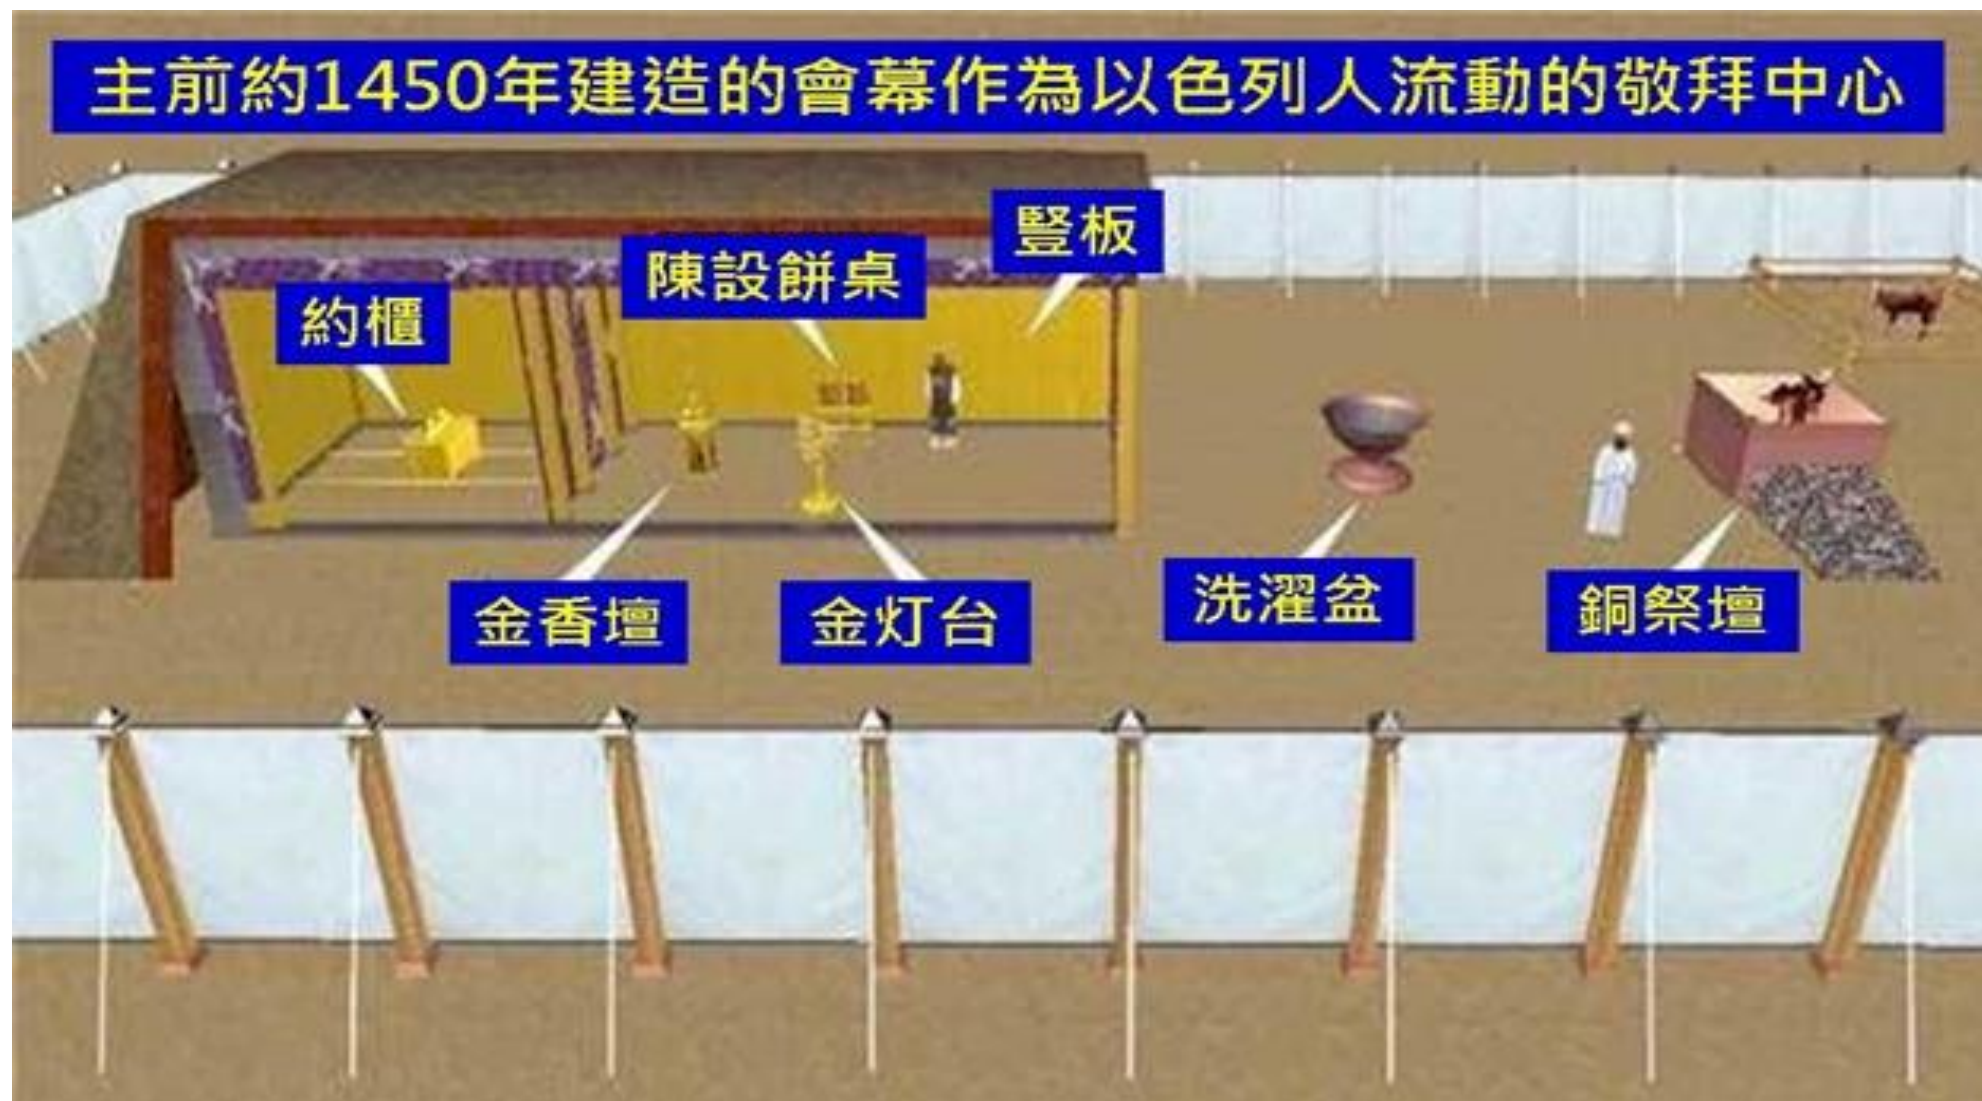 主前約1450年建造的會幕作為以色列人流動的敬拜中心
豎板
陳設餅桌
約櫃
洗濯盆
銅祭壇
金香壇
金灯台